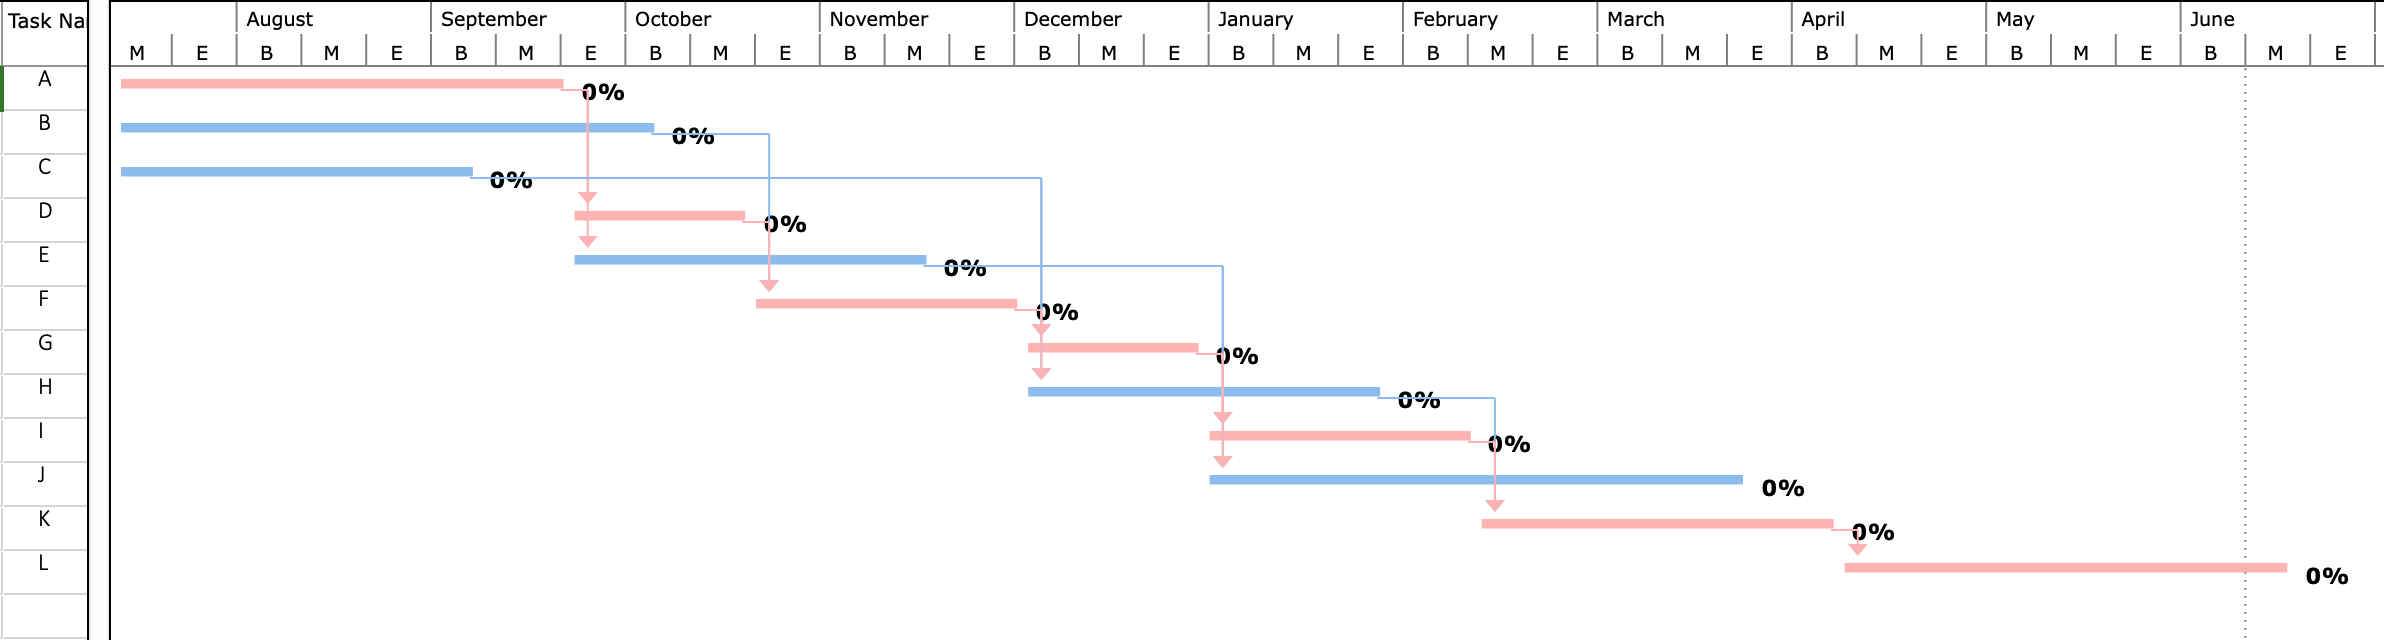 Task Na August September October November December January February March April May June
M E B M E B M E B M E B M E B M E B M E B M E B M E B M E B M E B M E
A 0%
B 0%
C 0%
D 0%
E 0%
F 0%
G 0%
H 0%
I 0%
J 0%
K 0%
L 0%